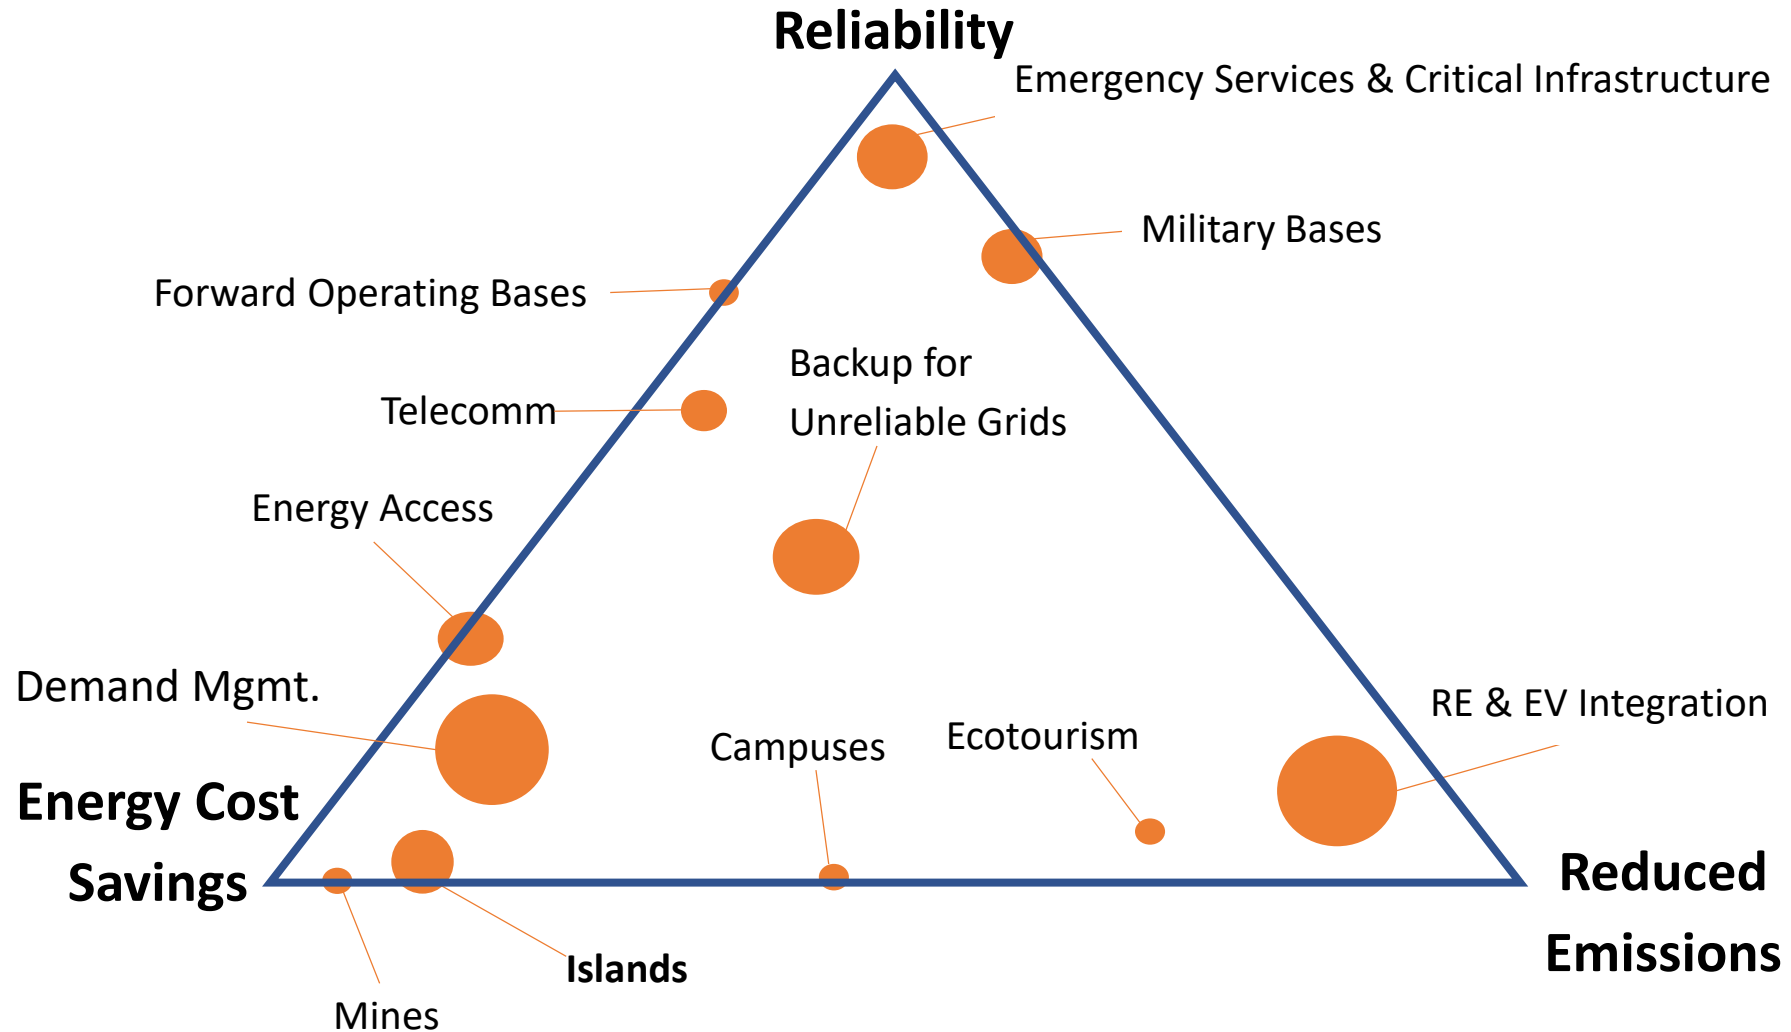 Reliability
Emergency Services & Critical Infrastructure
Military Bases
Forward Operating Bases
Backup for
Unreliable Grids
Telecomm
Energy Access
Demand Mgmt.
RE & EV Integration
Campuses
Ecotourism
Energy Cost
Savings
Reduced
Emissions
Islands
Mines